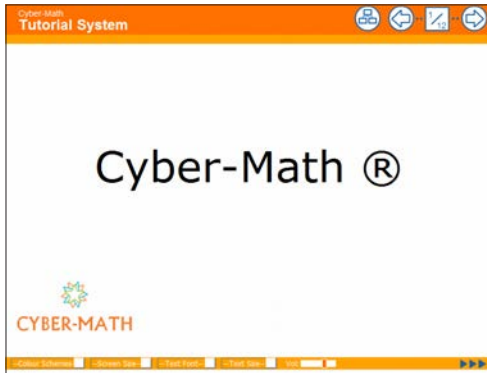 Cyber-Math
Tutorial System
1/12
Cyber-Math ®
CYBER-MATH
--Colour Schemes-- --Screen Size-- --Text Font-- --Text Size-- Vol: